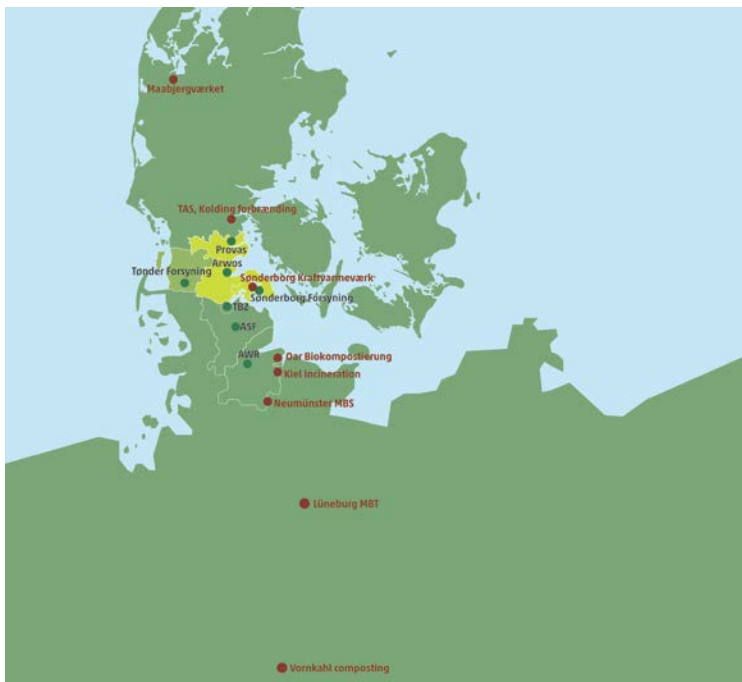 Maabjergværket
TAS, Kolding forbrænding
Provas
Arwos
Tønder Forsyning
Sønderborg Kraftvarmeværk
Sønderborg Forsyning
TBZ
ASF
AWR
Dar Biokompostierung
Kiel Incineration
Neumünster MBS
Lüneburg MBT
Vornkahl composting